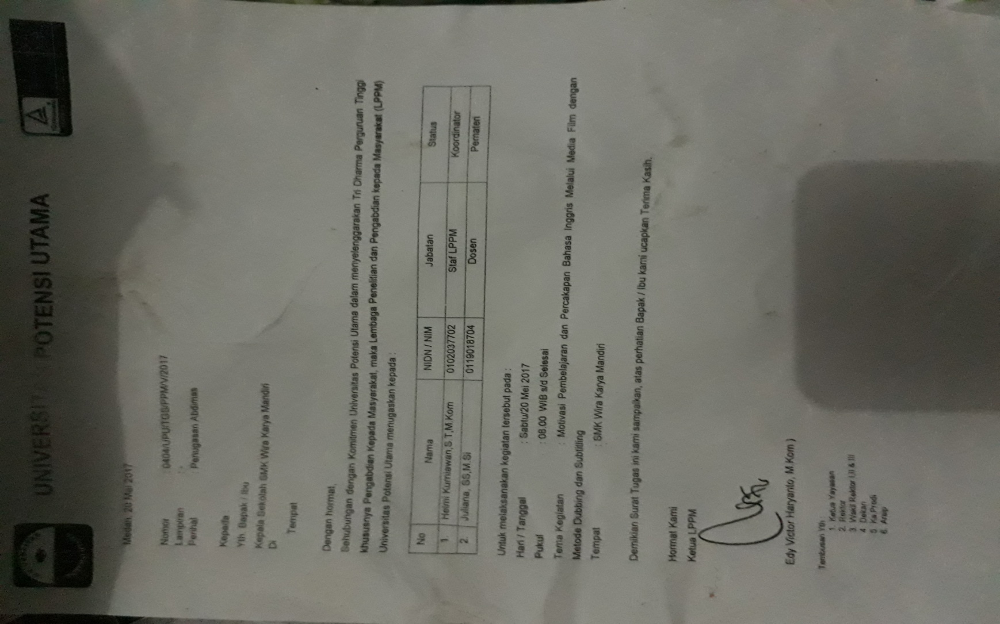 UNIVERSITAS POTENSI UTAMA
Medan, 20 Mei 2017
Nomor : 0404/UPU/TGS/PPM/V/2017
Lampiran : -
Perihal : Penugasan Abdimas
Kepada
Yth. Bapak / Ibu
Kepala Sekolah SMK Wira Karya Mandiri
Di
Tempat
Dengan hormat,
Sehubungan dengan Komitmen Universitas Potensi Utama dalam menyelenggarakan Tri Dharma Perguruan Tinggi
khususnya Pengabdian Kepada Masyarakat, maka Lembaga Penelitian dan Pengabdian kepada Masyarakat (LPPM)
Universitas Potensi Utama menugaskan kepada :
No Nama NIDN / NIM Jabatan Status
1. Helmi Kurniawan,S.T,M.Kom 0102037702 Staf LPPM Koordinator
2. Juliana, SS,M.Si 0119018704 Dosen Pemateri
Untuk melaksanakan kegiatan tersebut pada :
Hari / Tanggal : Sabtu/20 Mei 2017
Pukul : 08.00 WIB s/d Selesai
Tema Kegiatan : Motivasi Pembelajaran dan Percakapan Bahasa Inggris Melalui Media Film dengan
Metode Dubbing dan Subtitling
Tempat : SMK Wira Karya Mandiri
Demikian Surat Tugas ini kami sampaikan, atas perhatian Bapak / Ibu kami ucapkan Terima Kasih.
Hormat Kami
Ketua LPPM
Edy Victor Haryanto, M.Kom )
Tembusan Yth:
1. Ketua Yayasan
2. Rektor
3. Wakil Rektor I,II & III
4. Dekan
5. Ka Prodi
6. Arsip